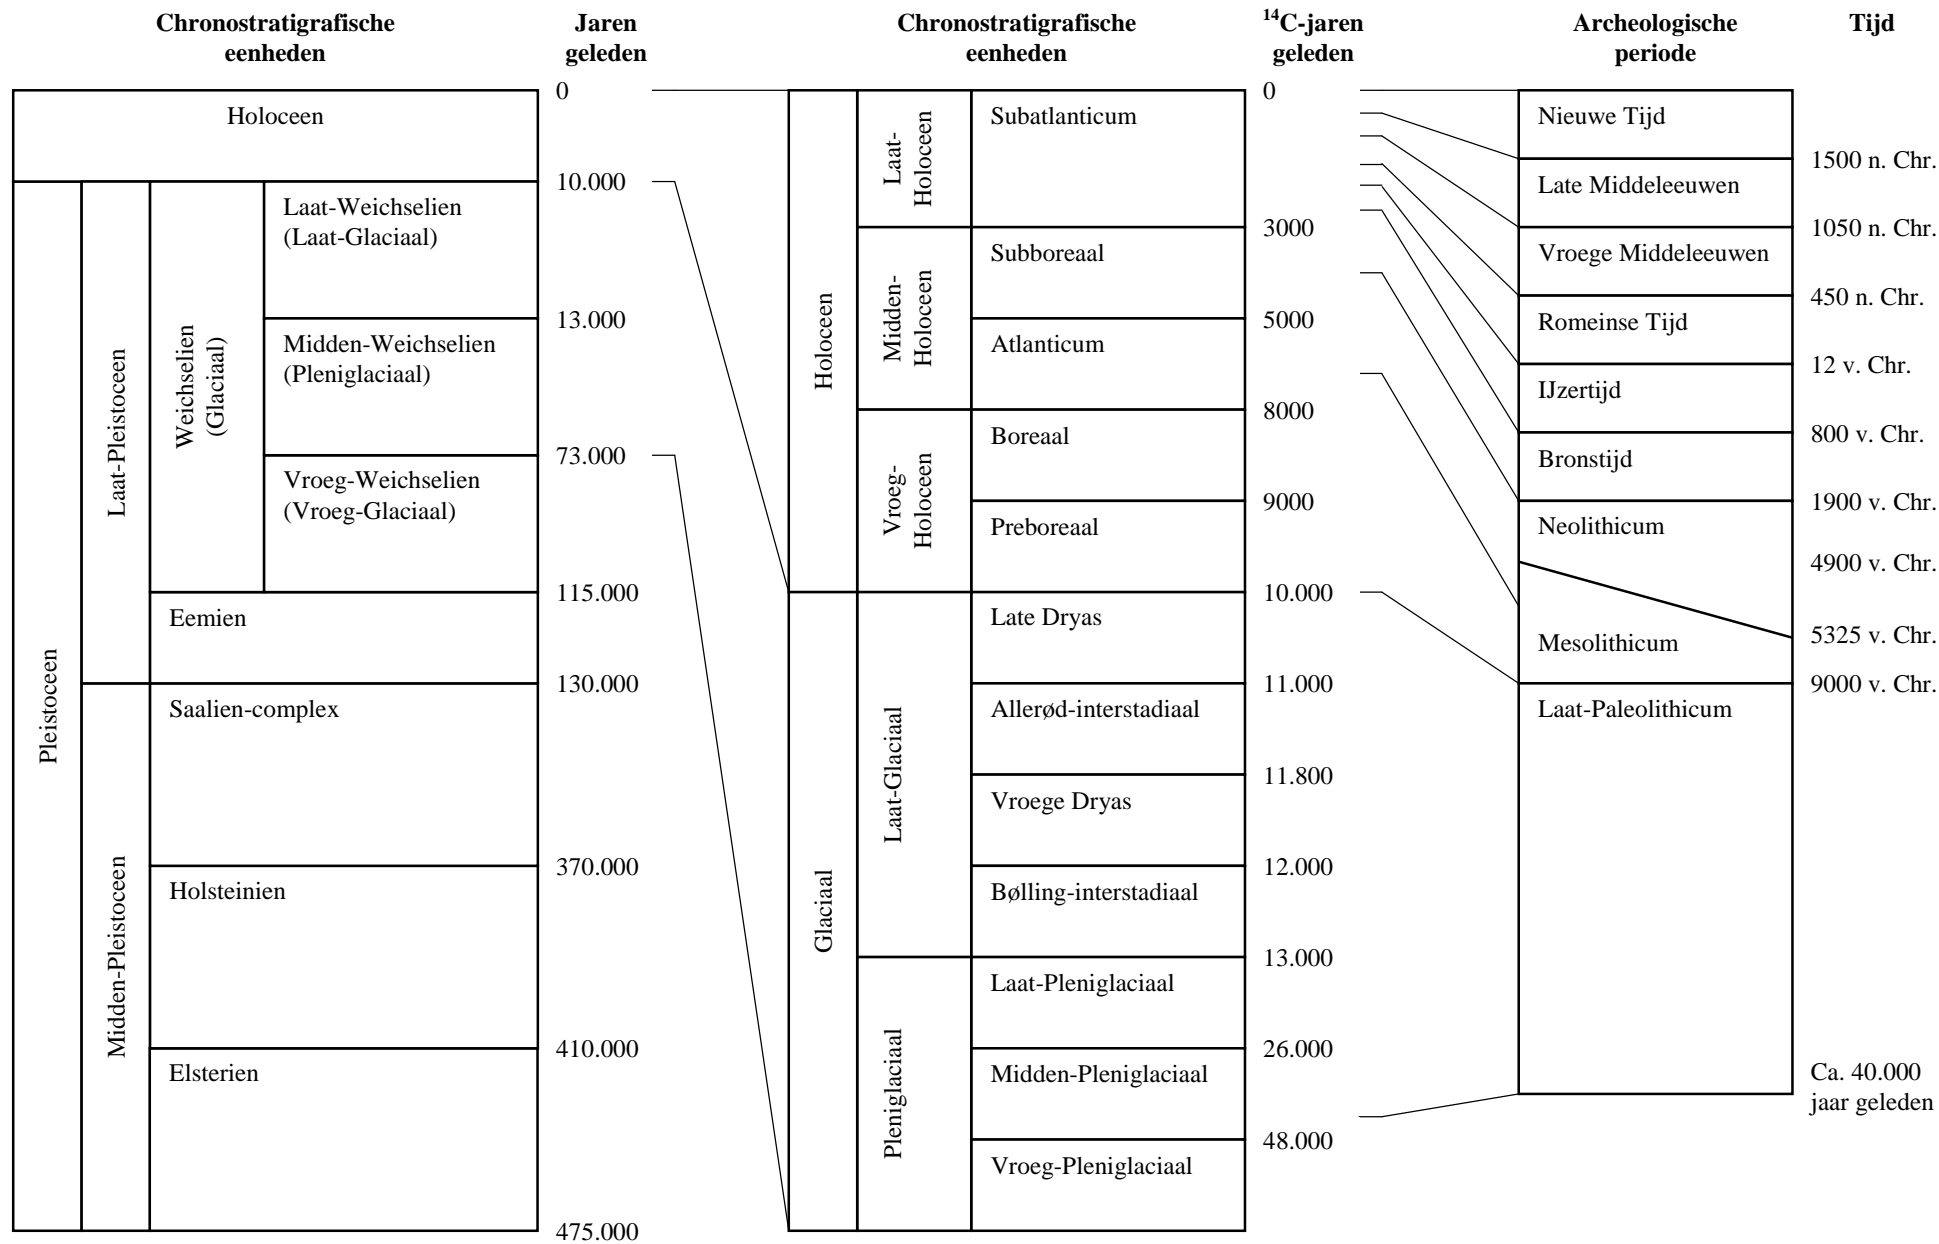 Chronostratigrafische
eenheden
Jaren
geleden
0
Holoceen
10.000
Pleistoceen
Laat-Pleistoceen
Weichselien
(Glaciaal)
Laat-Weichselien
(Laat-Glaciaal)
13.000
Midden-Weichselien
(Pleniglaciaal)
73.000
Vroeg-Weichselien
(Vroeg-Glaciaal)
115.000
Eemien
130.000
Midden-Pleistoceen
Saalien-complex
370.000
Holsteinien
410.000
Elsterien
475.000
Chronostratigrafische
eenheden
14C-jaren
geleden
0
Holoceen
Laat-
Holoceen
Subatlanticum
3000
Midden-
Holoceen
Subboreaal
5000
Atlanticum
8000
Vroeg-
Holoceen
Boreaal
9000
Preboreaal
10.000
Glaciaal
Laat-Glaciaal
Late Dryas
11.000
Allerød-interstadiaal
11.800
Vroege Dryas
12.000
Bølling-interstadiaal
13.000
Pleniglaciaal
Laat-Pleniglaciaal
26.000
Midden-Pleniglaciaal
48.000
Vroeg-Pleniglaciaal
Archeologische
periode
Tijd
Nieuwe Tijd
1500 n. Chr.
Late Middeleeuwen
1050 n. Chr.
Vroege Middeleeuwen
450 n. Chr.
Romeinse Tijd
12 v. Chr.
IJzertijd
800 v. Chr.
Bronstijd
1900 v. Chr.
Neolithicum
4900 v. Chr.
5325 v. Chr.
Mesolithicum
9000 v. Chr.
Laat-Paleolithicum
Ca. 40.000
jaar geleden